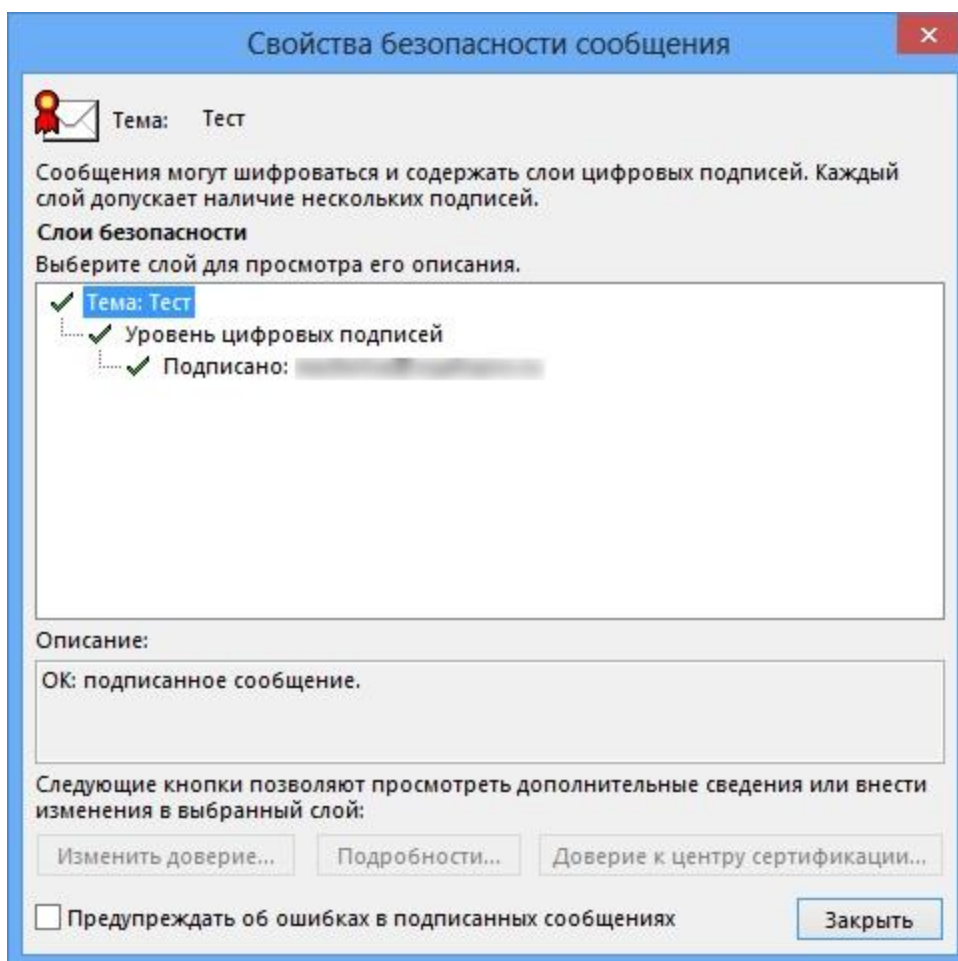 Свойства безопасности сообщения
Тема: Тест
Сообщения могут шифроваться и содержать слои цифровых подписей. Каждый
слой допускает наличие нескольких подписей.
Слои безопасности
Выберите слой для просмотра его описания.
Тема: Тест
Уровень цифровых подписей
Подписано:
Описание:
ОК: подписанное сообщение.
Следующие кнопки позволяют просмотреть дополнительные сведения или внести
изменения в выбранный слой:
Изменить доверие... Подробности... Доверие к центру сертификации...
Предупреждать об ошибках в подписанных сообщениях Закрыть